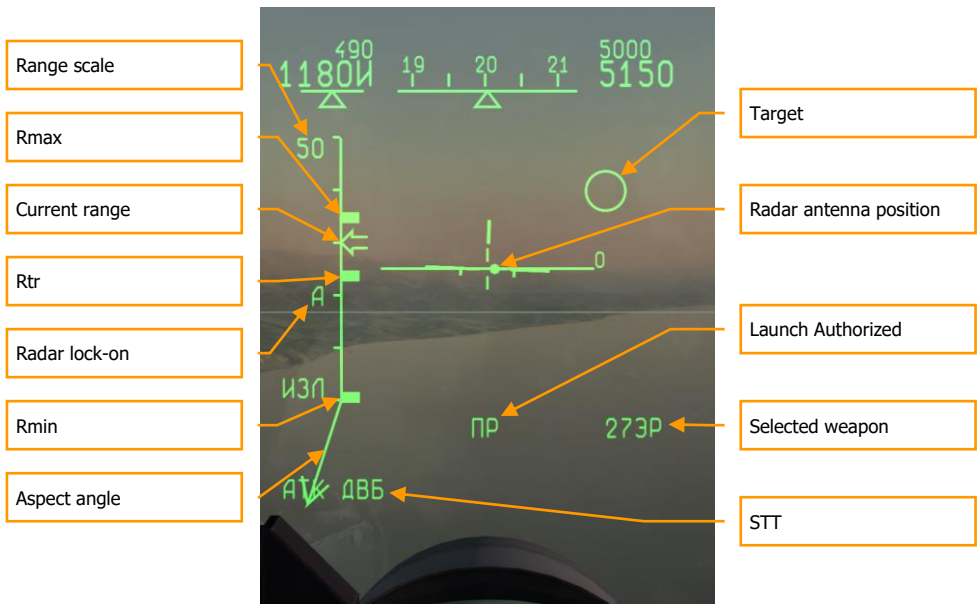 Range scale
Rmax
Current range
Rtr
Radar lock-on
Rmin
Aspect angle
490
1180И
19 20 21
5000
5150
50
0
А
ИЗЛ
ПР
27ЭР
АТК ДВБ
Target
Radar antenna position
Launch Authorized
Selected weapon
STT